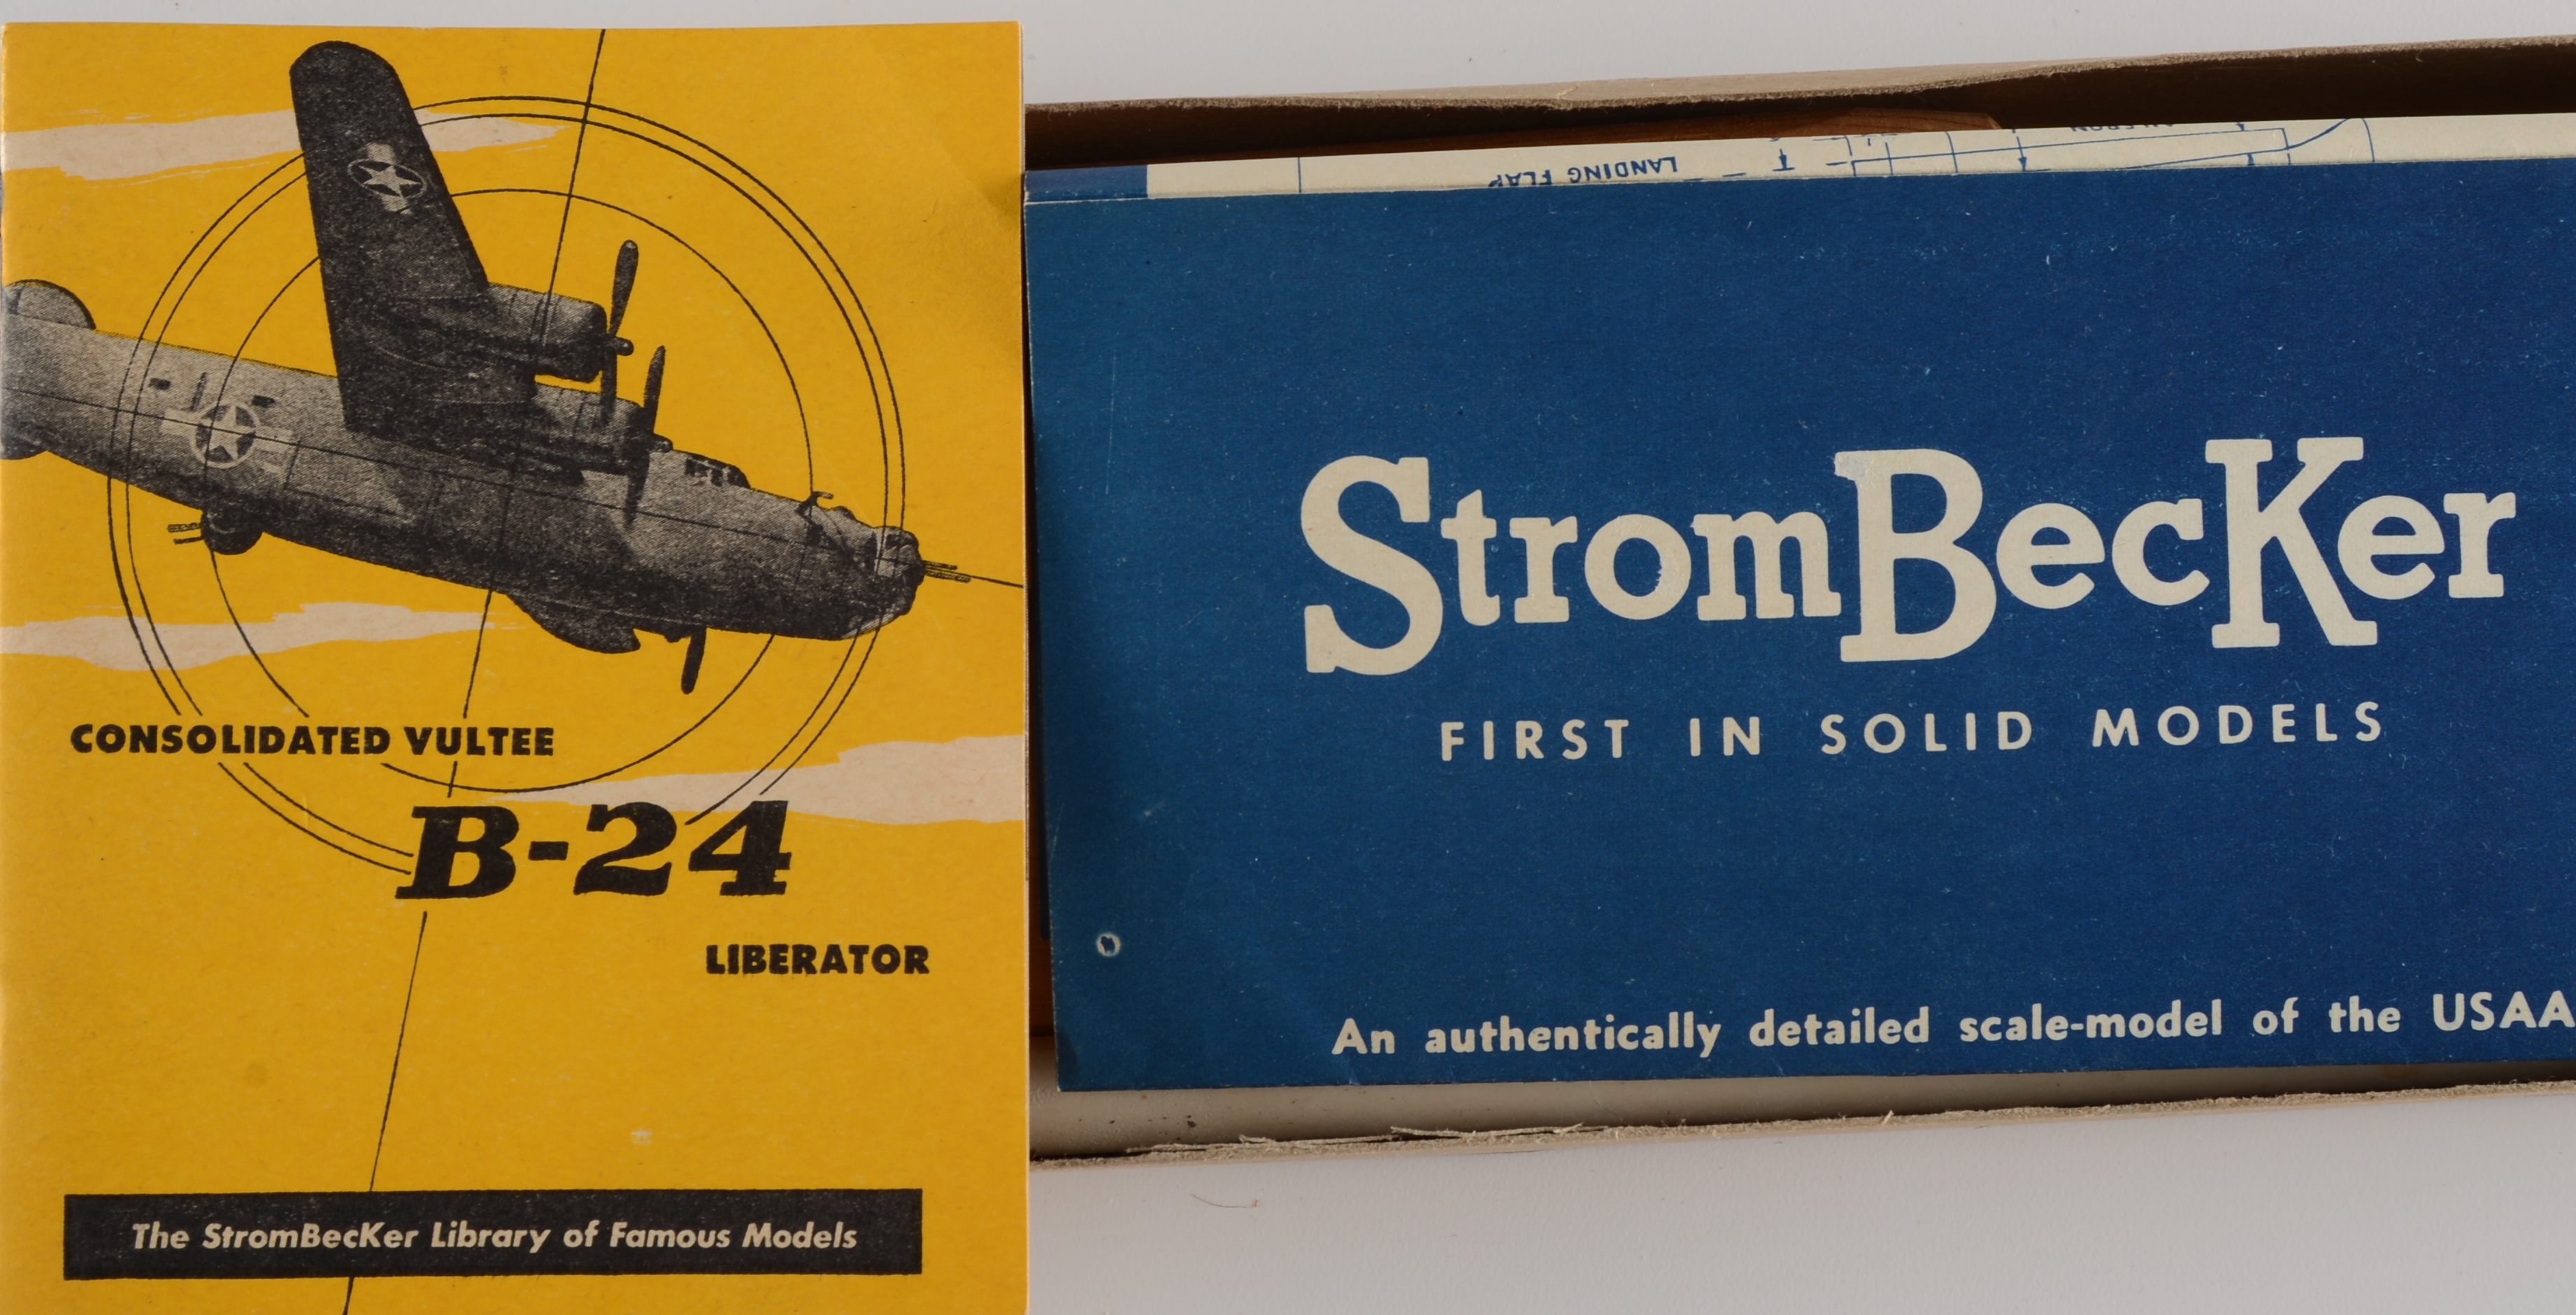 CONSOLIDATED VULTEE
B-24
LIBERATOR
The StromBecKer Library of Famous Models
LANDING FLAP
StromBecKer
FIRST IN SOLID MODELS
An authentically detailed scale-model of the USAA